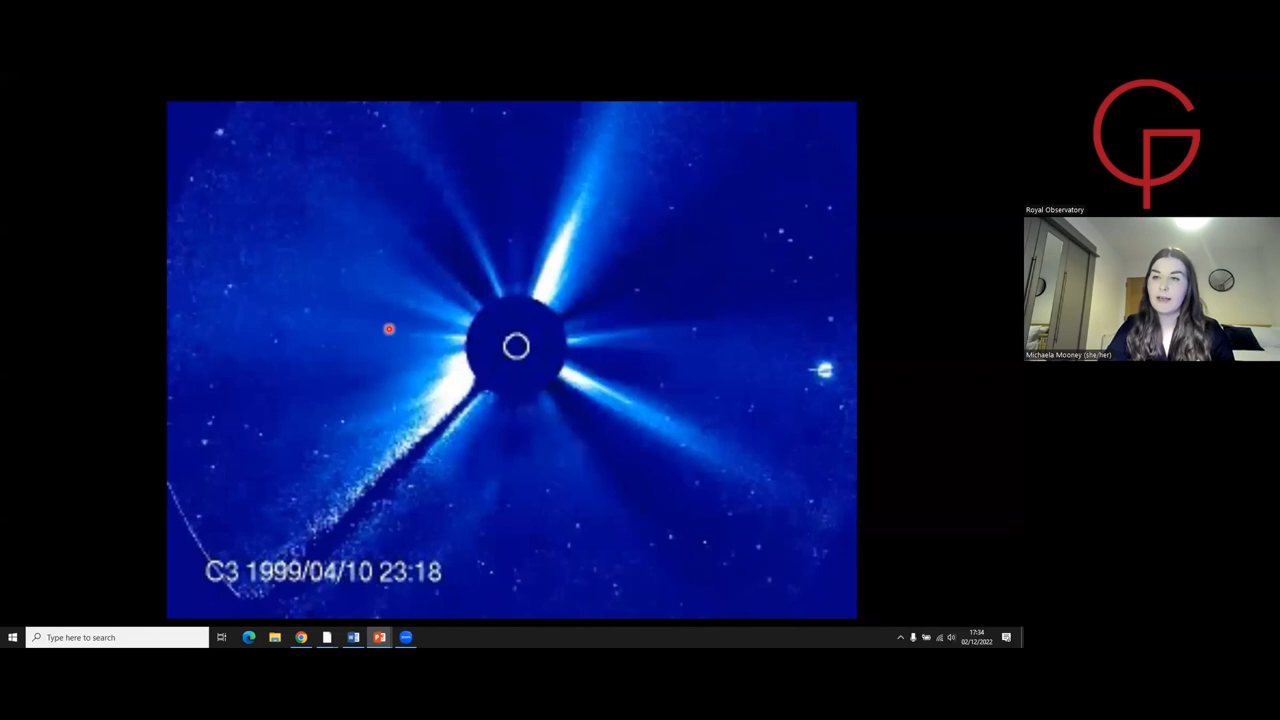 Royal Observatory
Michaela Mooney (she/her)
C3 1999/04/10 23:18
Type here to search
17:34
02/12/2022